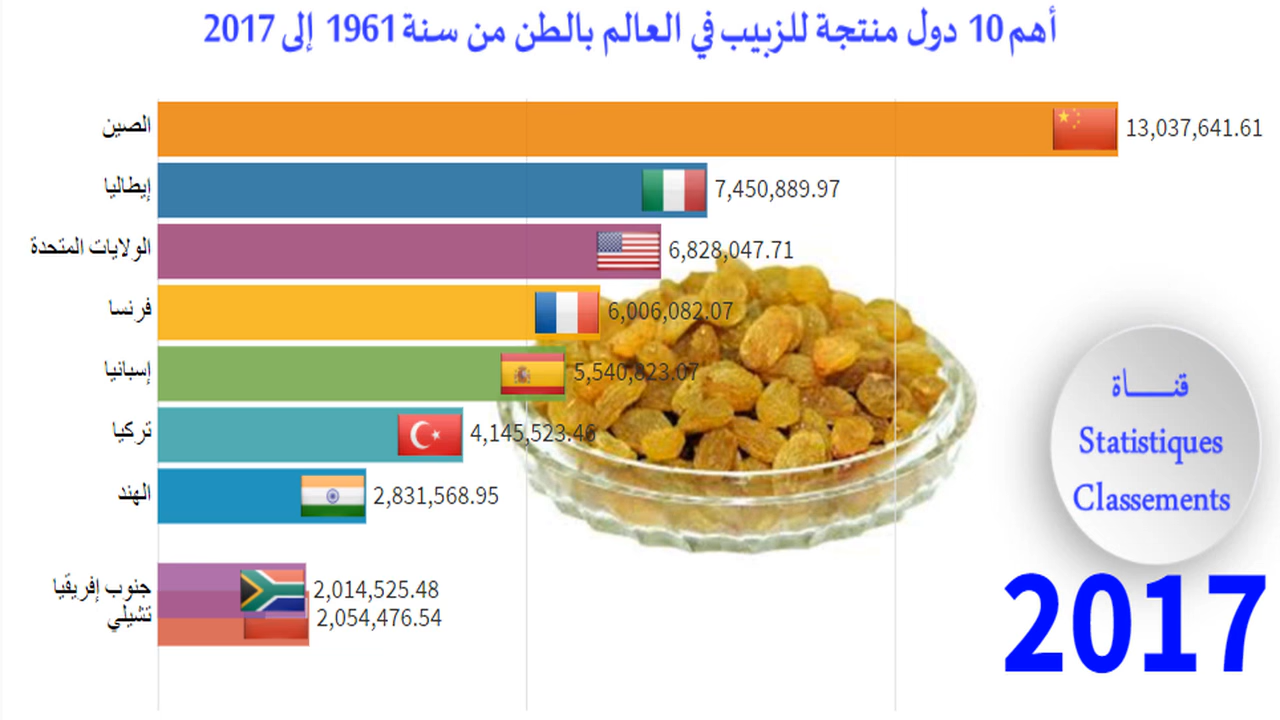 أهم 10 دول منتجة للزبيب في العالم بالطن من سنة 1961 إلى 2017
الصين 13,037,641.61
إيطاليا 7,450,889.97
الولايات المتحدة 6,828,047.71
فرنسا 6,006,082.07
إسبانيا 5,540,823.07
تركيا 4,145,523.46
الهند 2,831,568.95
جنوب إفريقيا 2,014,525.48
تشيلي 2,054,476.54
قنـــاة
Statistiques
Classements
2017